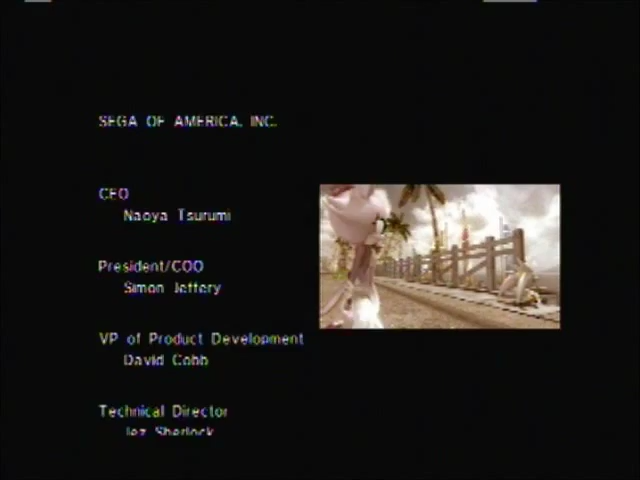 SEGA OF AMERICA, INC.
CEO
Naoya Tsurumi
President/COO
Simon Jeffery
VP of Product Development
David Cobb
Technical Director
Jez Sherlock